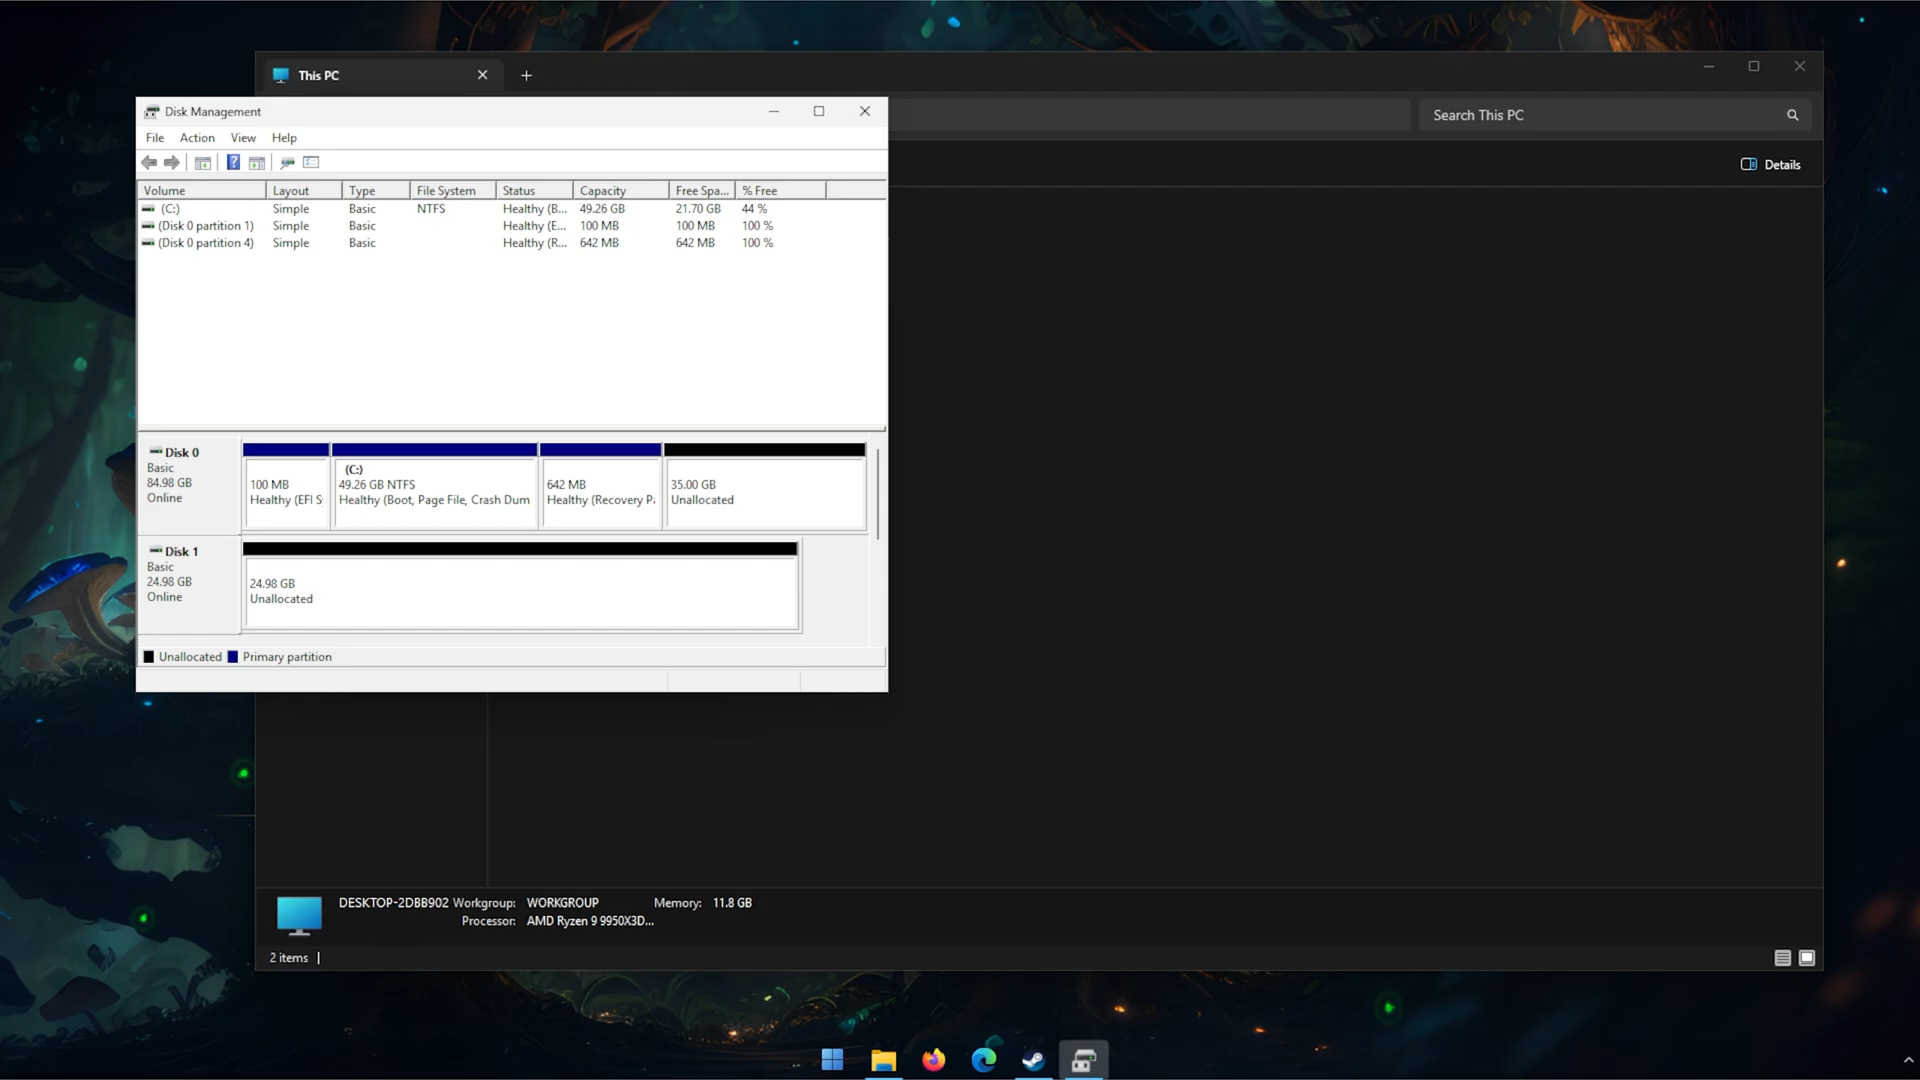 This PC
Search This PC
Details
Disk Management
File Action View Help
Volume Layout Type File System Status Capacity Free Spa... % Free
(C:) Simple Basic NTFS Healthy (B... 49.26 GB 21.70 GB 44 %
(Disk 0 partition 1) Simple Basic Healthy (E... 100 MB 100 MB 100 %
(Disk 0 partition 4) Simple Basic Healthy (R... 642 MB 642 MB 100 %
Disk 0
Basic
84.98 GB
Online
100 MB
Healthy (EFI S
(C:)
49.26 GB NTFS
Healthy (Boot, Page File, Crash Dum
642 MB
Healthy (Recovery Pa
35.00 GB
Unallocated
Disk 1
Basic
24.98 GB
Online
24.98 GB
Unallocated
Unallocated Primary partition
DESKTOP-2DBB902 Workgroup: WORKGROUP Memory: 11.8 GB
Processor: AMD Ryzen 9 9950X3D...
2 items